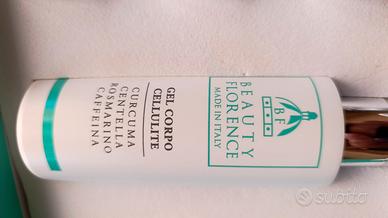 BF
BEAUTY
FLORENCE
MADE IN ITALY
GEL CORPO
CELLULITE
CURCUMA
CENTELLA
ROSMARINO
CAFFEINA
subito